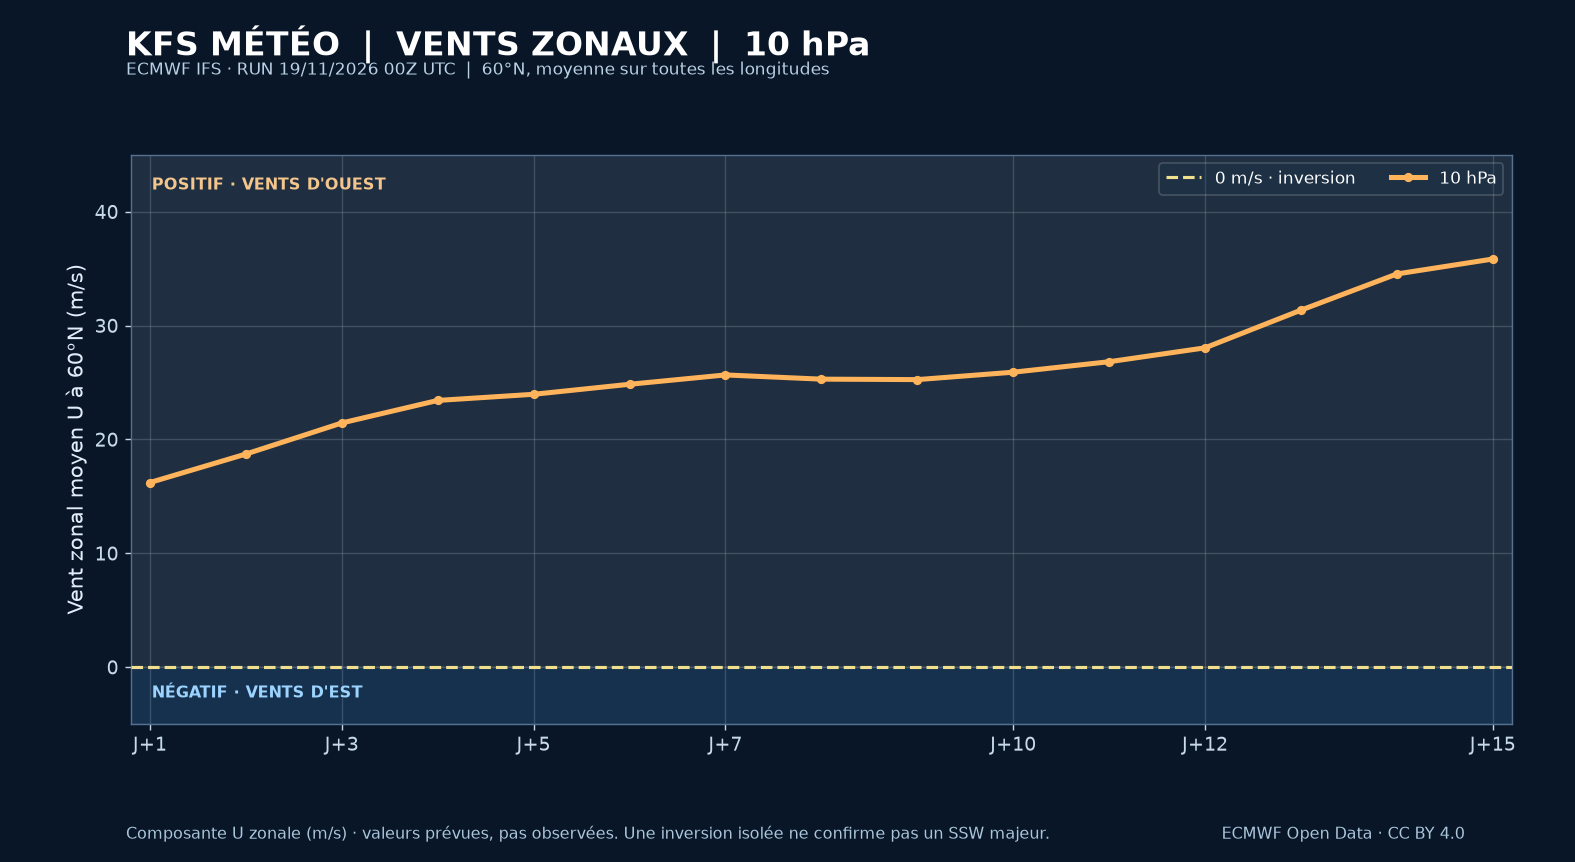 KFS MÉTÉO | VENTS ZONAUX | 10 hPa
ECMWF IFS · RUN 19/11/2026 00Z UTC | 60°N, moyenne sur toutes les longitudes
POSITIF · VENTS D'OUEST
0 m/s · inversion
10 hPa
Vent zonal moyen U à 60°N (m/s)
40
30
20
10
0
NÉGATIF · VENTS D'EST
J+1
J+3
J+5
J+7
J+10
J+12
J+15
Composante U zonale (m/s) · valeurs prévues, pas observées. Une inversion isolée ne confirme pas un SSW majeur.
ECMWF Open Data · CC BY 4.0